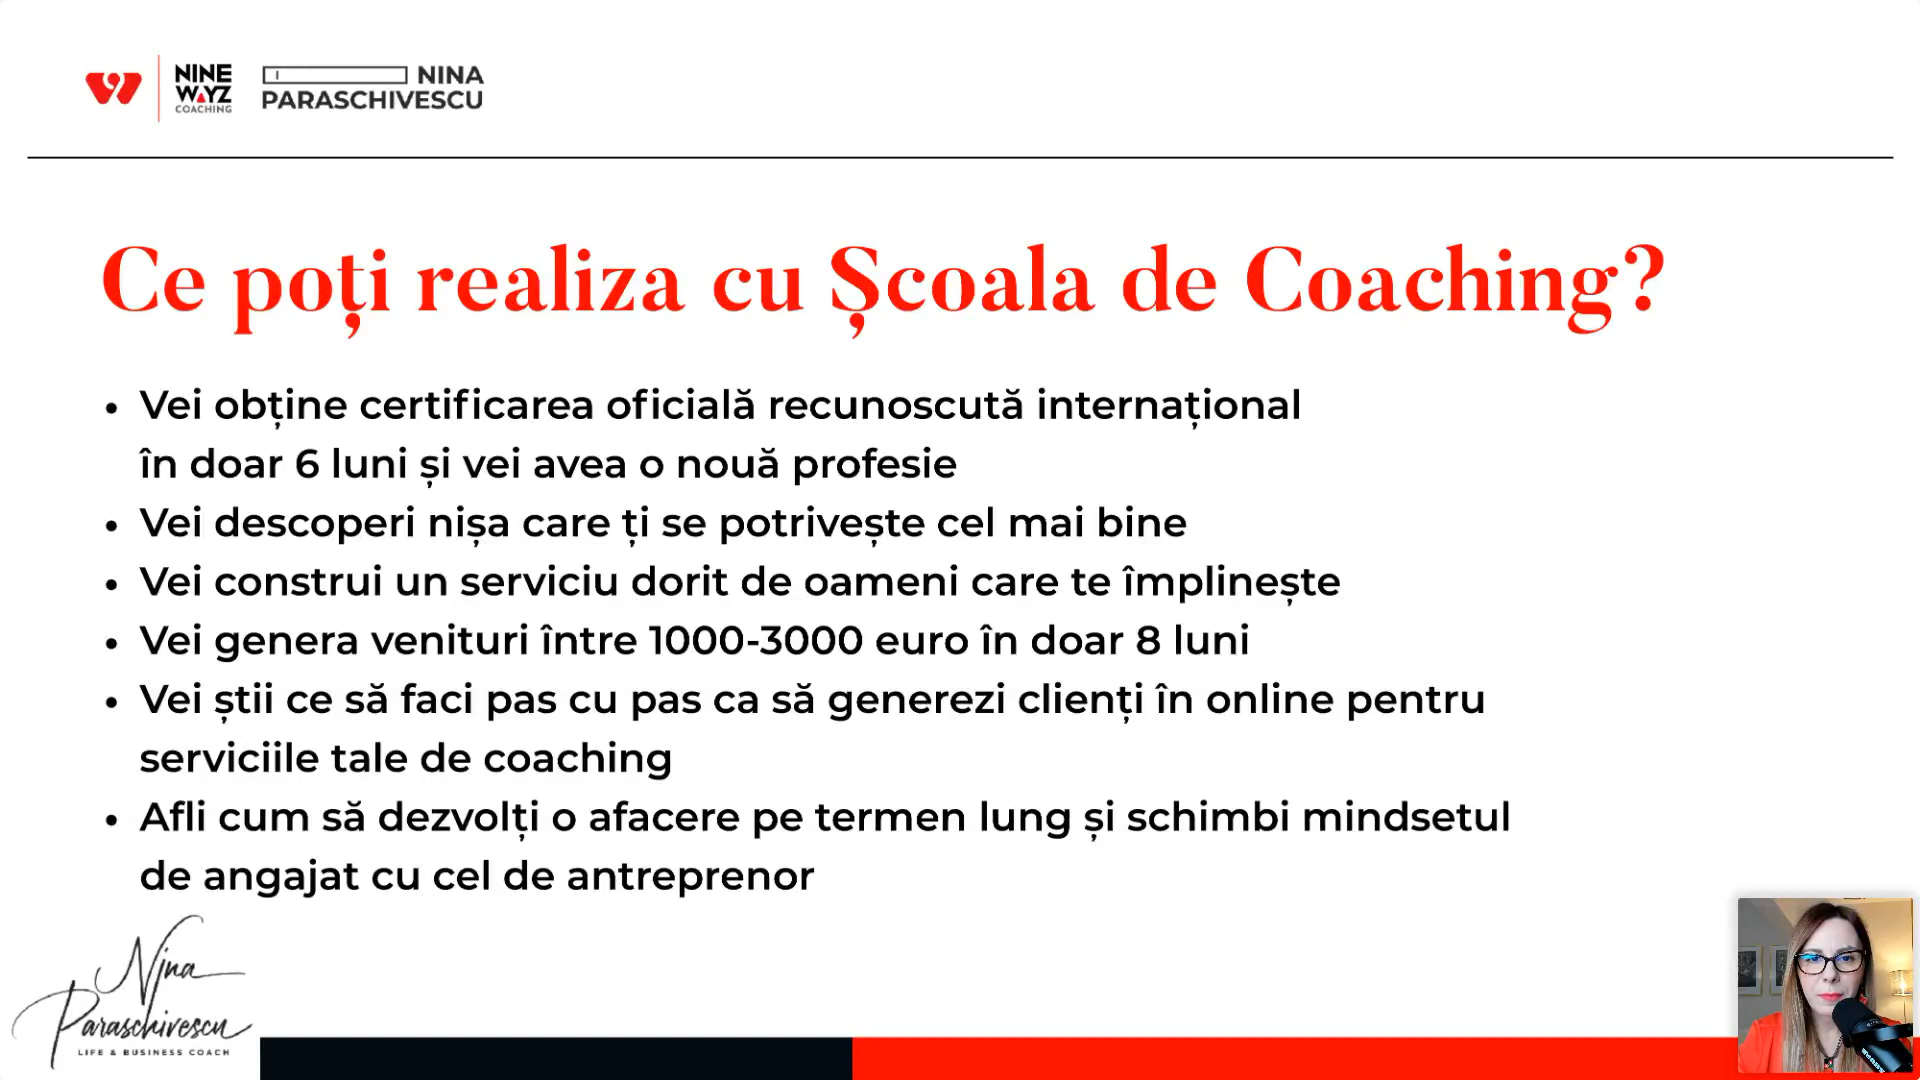 NINE
WAYZ
COACHING
NINA
PARASCHIVESCU
Ce poți realiza cu Școala de Coaching?
• Vei obține certificarea oficială recunoscută internațional
în doar 6 luni și vei avea o nouă profesie
• Vei descoperi nișa care ți se potrivește cel mai bine
• Vei construi un serviciu dorit de oameni care te împlinește
• Vei genera venituri între 1000-3000 euro în doar 8 luni
• Vei știi ce să faci pas cu pas ca să generezi clienți în online pentru
serviciile tale de coaching
• Afli cum să dezvolți o afacere pe termen lung și schimbi mindsetul
de angajat cu cel de antreprenor
Nina
Paraschivescu
LIFE & BUSINESS COACH